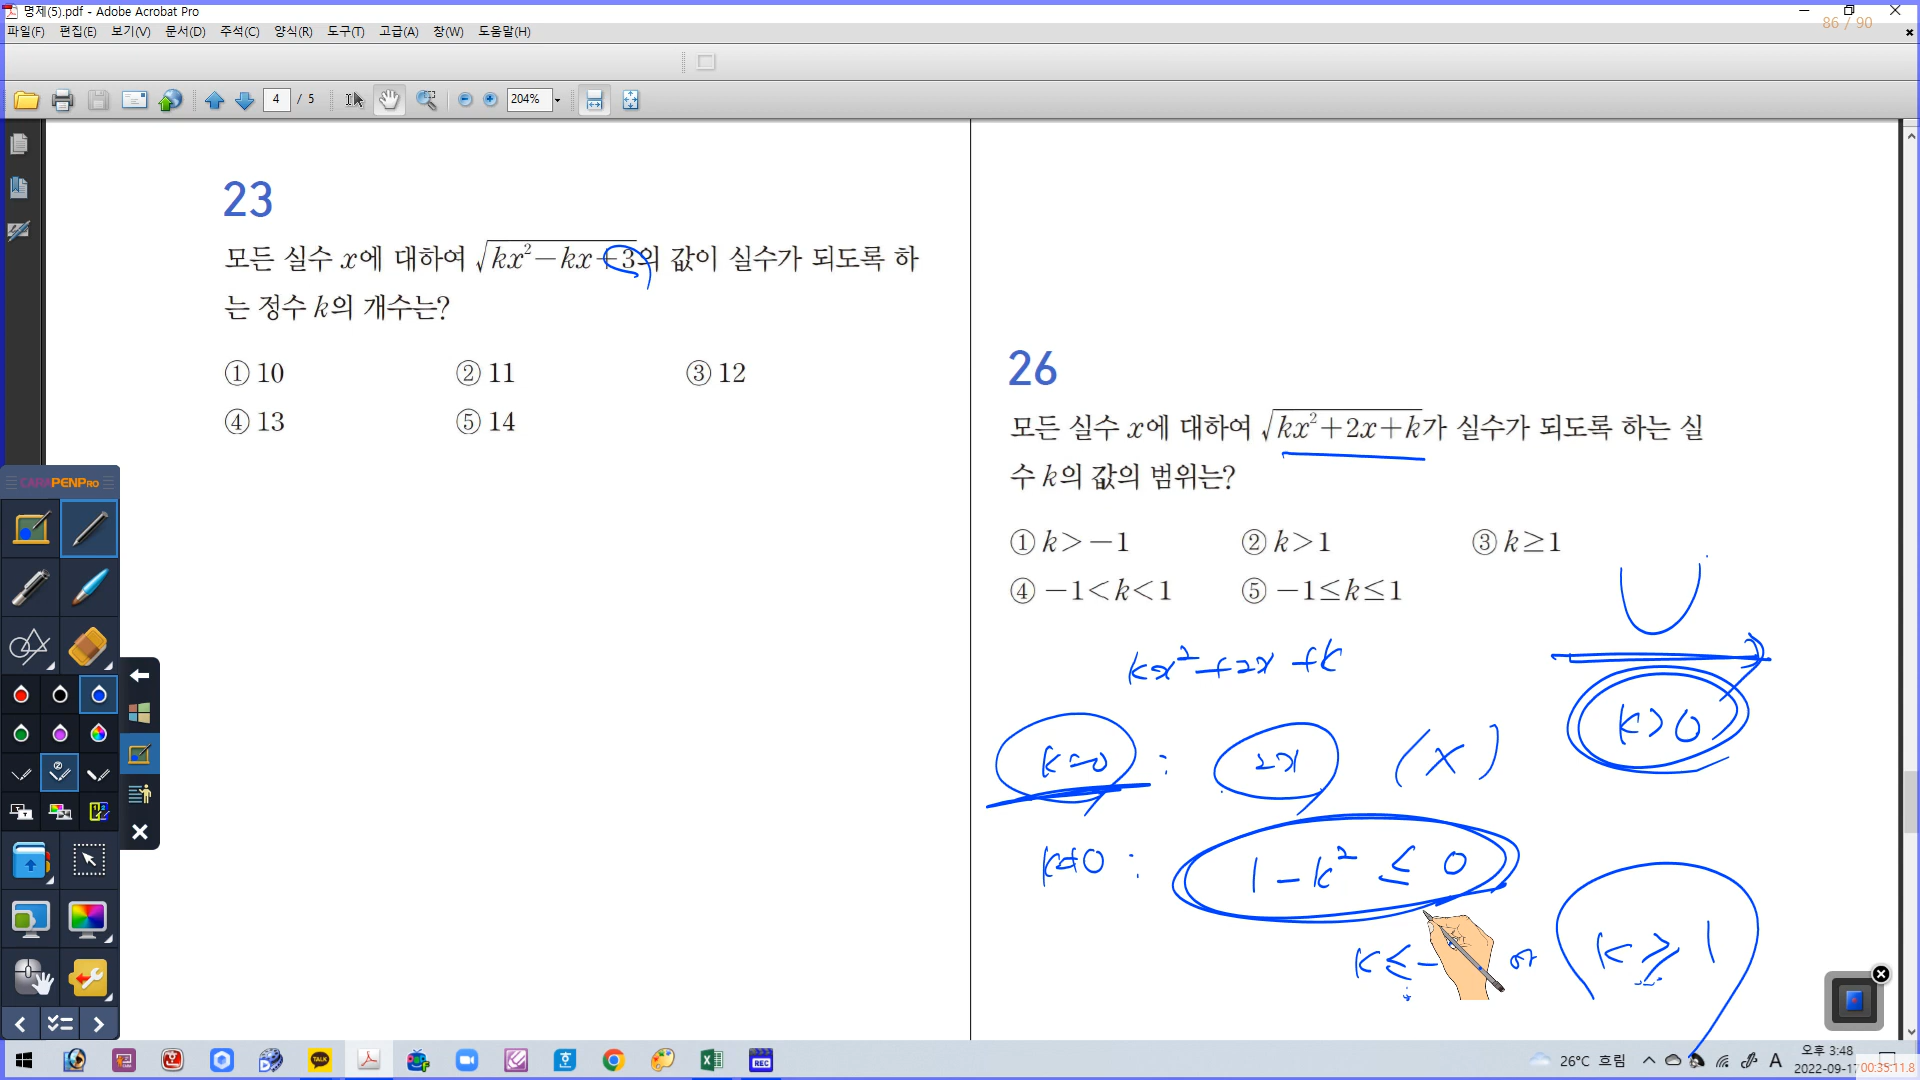 명제(5).pdf - Adobe Acrobat Pro
86 / 90
파일(F) 편집(E) 보기(V) 문서(D) 주석(C) 양식(R) 도구(T) 고급(A) 창(W) 도움말(H)
4 / 5
204%
23
모든 실수 x에 대하여 √(kx²−kx+3)의 값이 실수가 되도록 하
는 정수 k의 개수는?
① 10 ② 11 ③ 12
④ 13 ⑤ 14
26
모든 실수 x에 대하여 √(kx²+2x+k)가 실수가 되도록 하는 실
수 k의 값의 범위는?
① k>−1 ② k>1 ③ k≥1
④ −1<k<1 ⑤ −1≤k≤1
kx²+2x+k
k>0
k=0 : 2x (x)
k≠0 : 1−k² ≤ 0
k ≤ − or k ≥ 1
CARAPENPRO
TALK
REC
26°C 흐림
A
오후 3:48
2022-09-17
00:35:11.8